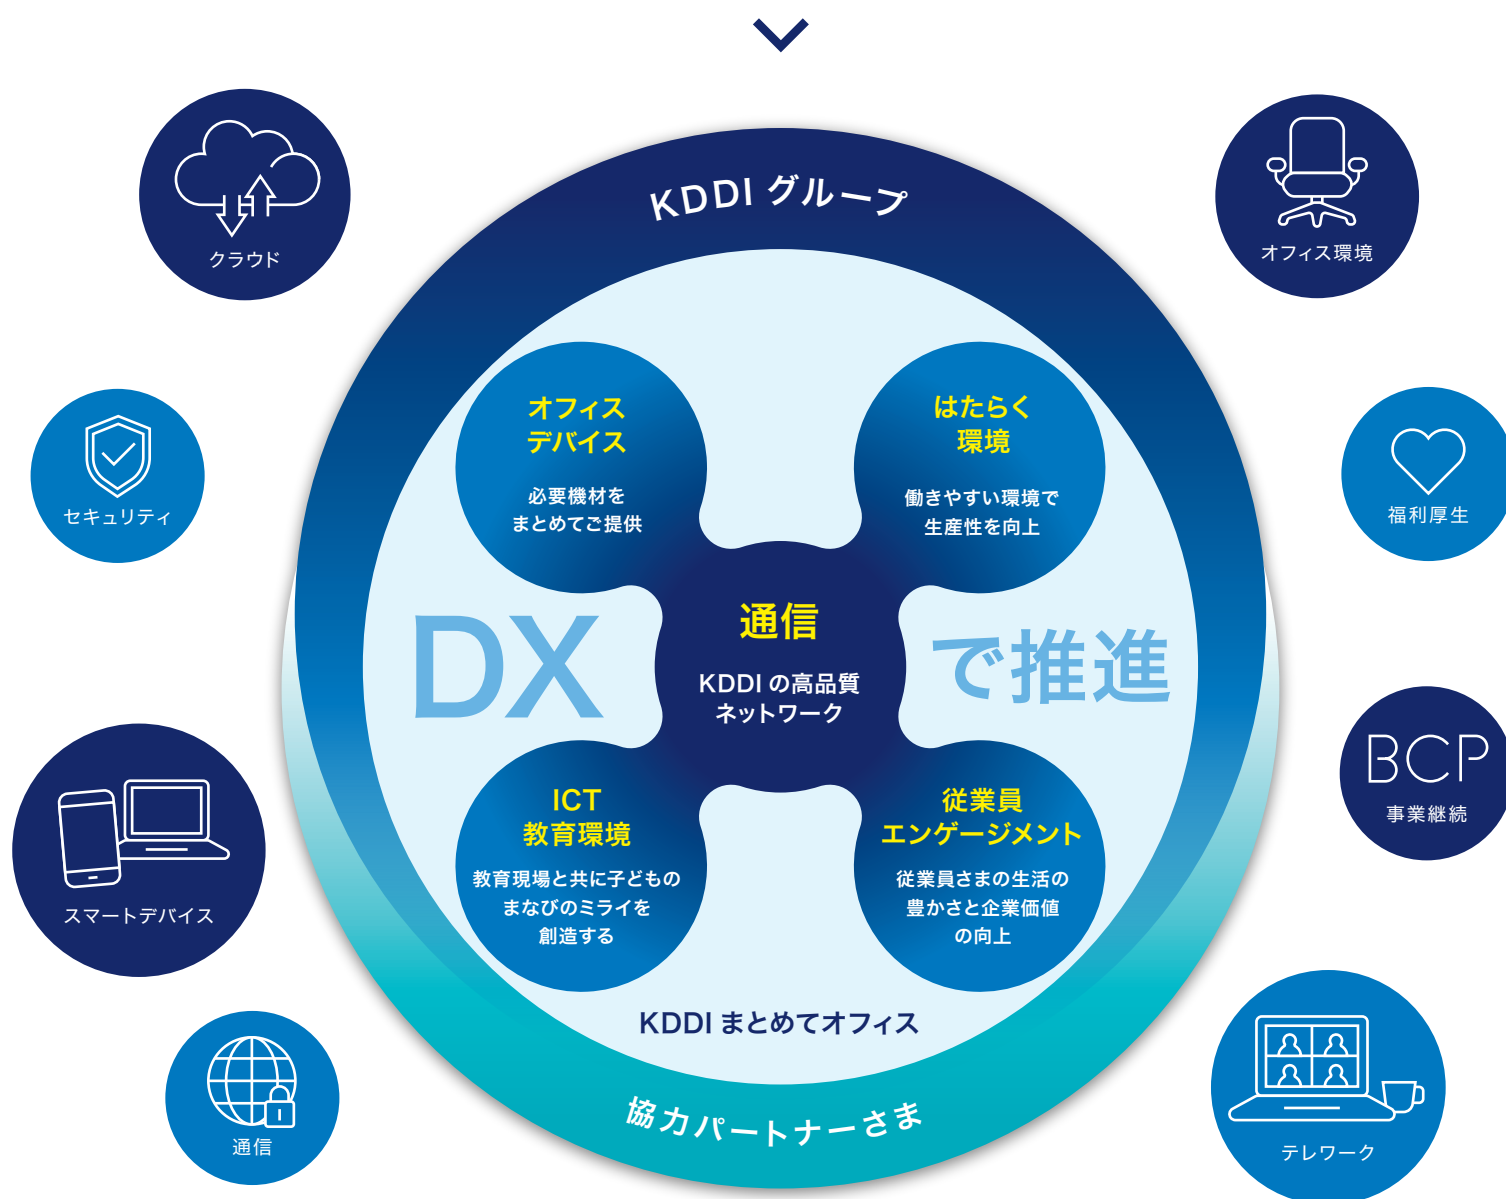 KDDI グループ
クラウド
オフィス環境
オフィス
デバイス
必要機材を
まとめてご提供
はたらく
環境
働きやすい環境で
生産性を向上
セキュリティ
福利厚生
DX
通信
KDDI の高品質
ネットワーク
で推進
BCP
事業継続
スマートデバイス
ICT
教育環境
教育現場と共に子どもの
まなびのミライを
創造する
従業員
エンゲージメント
従業員さまの生活の
豊かさと企業価値
の向上
KDDI まとめてオフィス
協力パートナーさま
通信
テレワーク